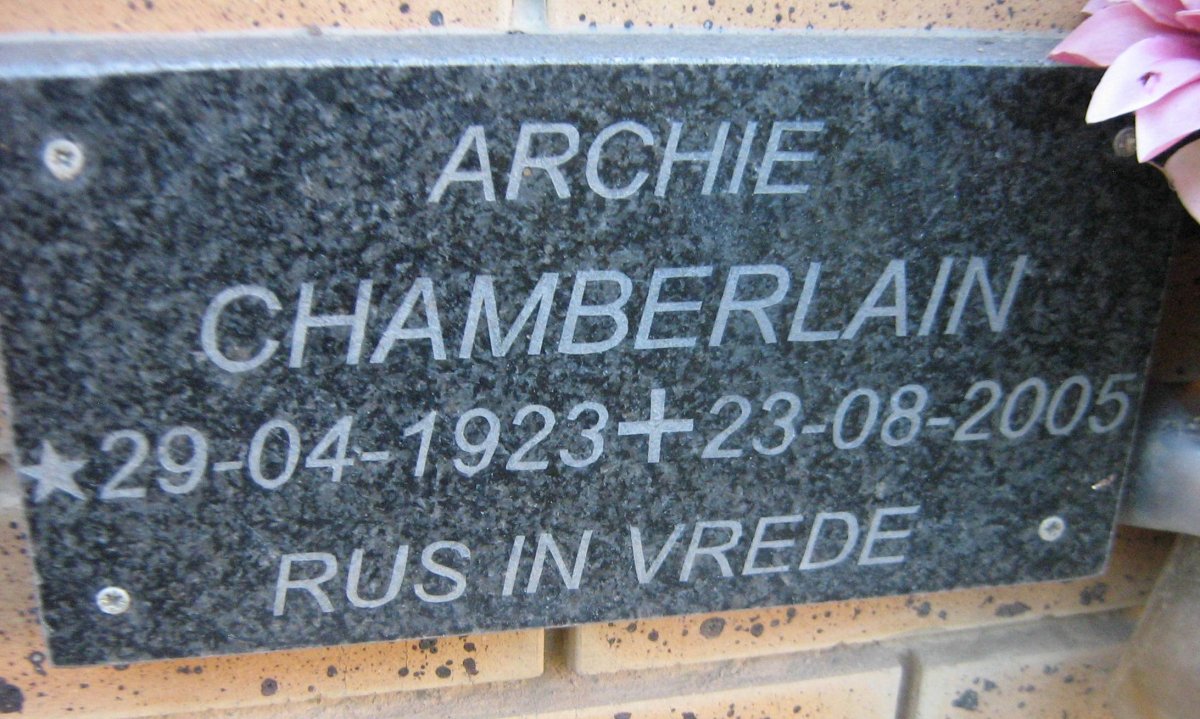 ARCHIE
CHAMBERLAIN
★29-04-1923+23-08-2005
RUS IN VREDE